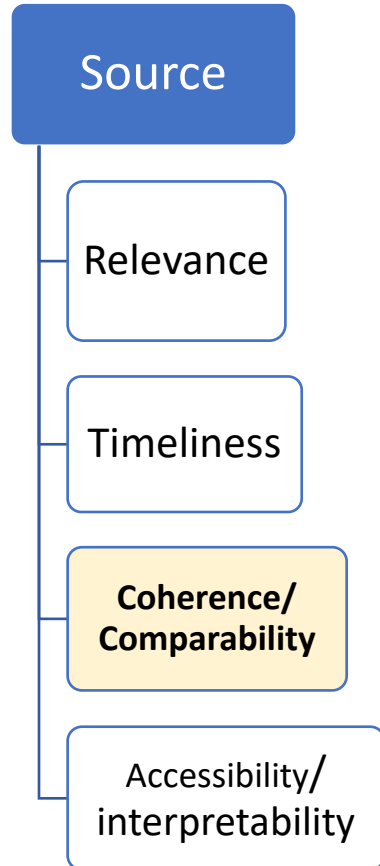 Source
Relevance
Timeliness
Coherence/
Comparability
Accessibility/
interpretability